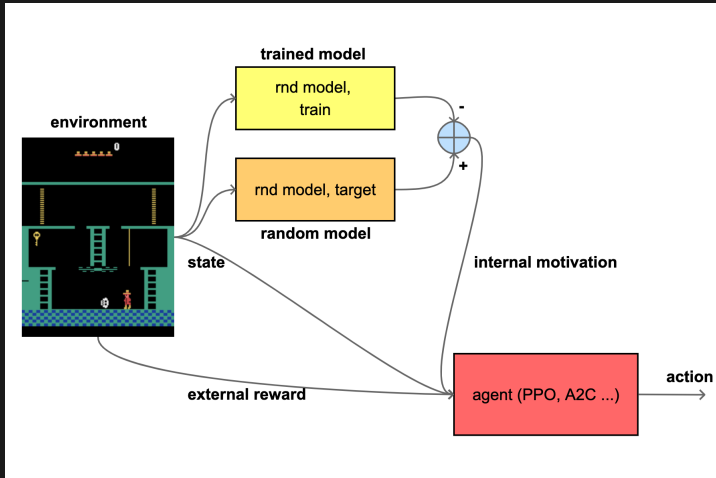 trained model
rnd model,
train
-
environment
0
+
rnd model, target
random model
state
internal motivation
external reward
agent (PPO, A2C ...)
action